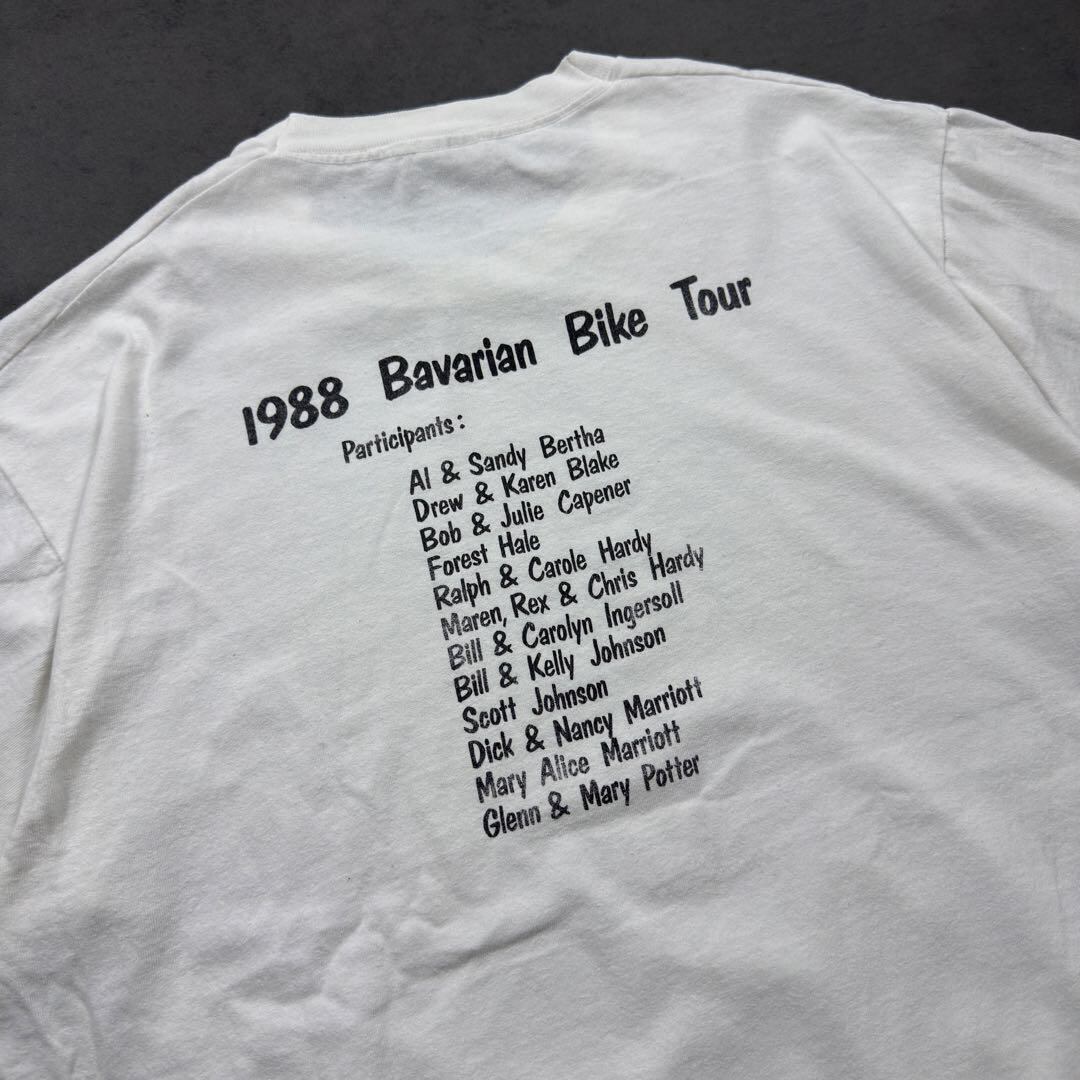 1988 Bavarian Bike Tour
Participants:
Al & Sandy Bertha
Drew & Karen Blake
Bob & Julie Capener
Forest Hale
Ralph & Carole Hardy
Maren, Rex & Chris Hardy
Bill & Carolyn Ingersoll
Bill & Kelly Johnson
Scott Johnson
Dick & Nancy Marriott
Mary Alice Marriott
Glenn & Mary Potter